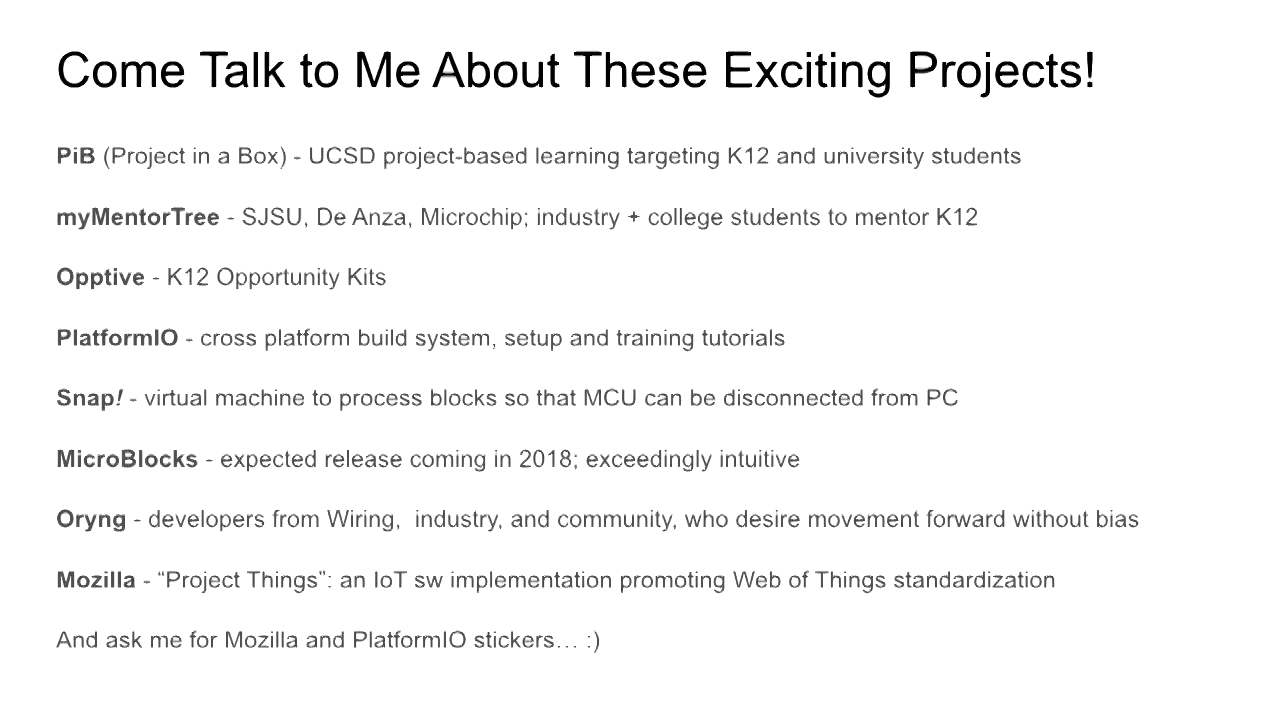 Come Talk to Me About These Exciting Projects!
PiB (Project in a Box) - UCSD project-based learning targeting K12 and university students
myMentorTree - SJSU, De Anza, Microchip; industry + college students to mentor K12
Opptive - K12 Opportunity Kits
PlatformIO - cross platform build system, setup and training tutorials
Snap! - virtual machine to process blocks so that MCU can be disconnected from PC
MicroBlocks - expected release coming in 2018; exceedingly intuitive
Oryng - developers from Wiring,  industry, and community, who desire movement forward without bias
Mozilla - “Project Things”: an IoT sw implementation promoting Web of Things standardization
And ask me for Mozilla and PlatformIO stickers… :)